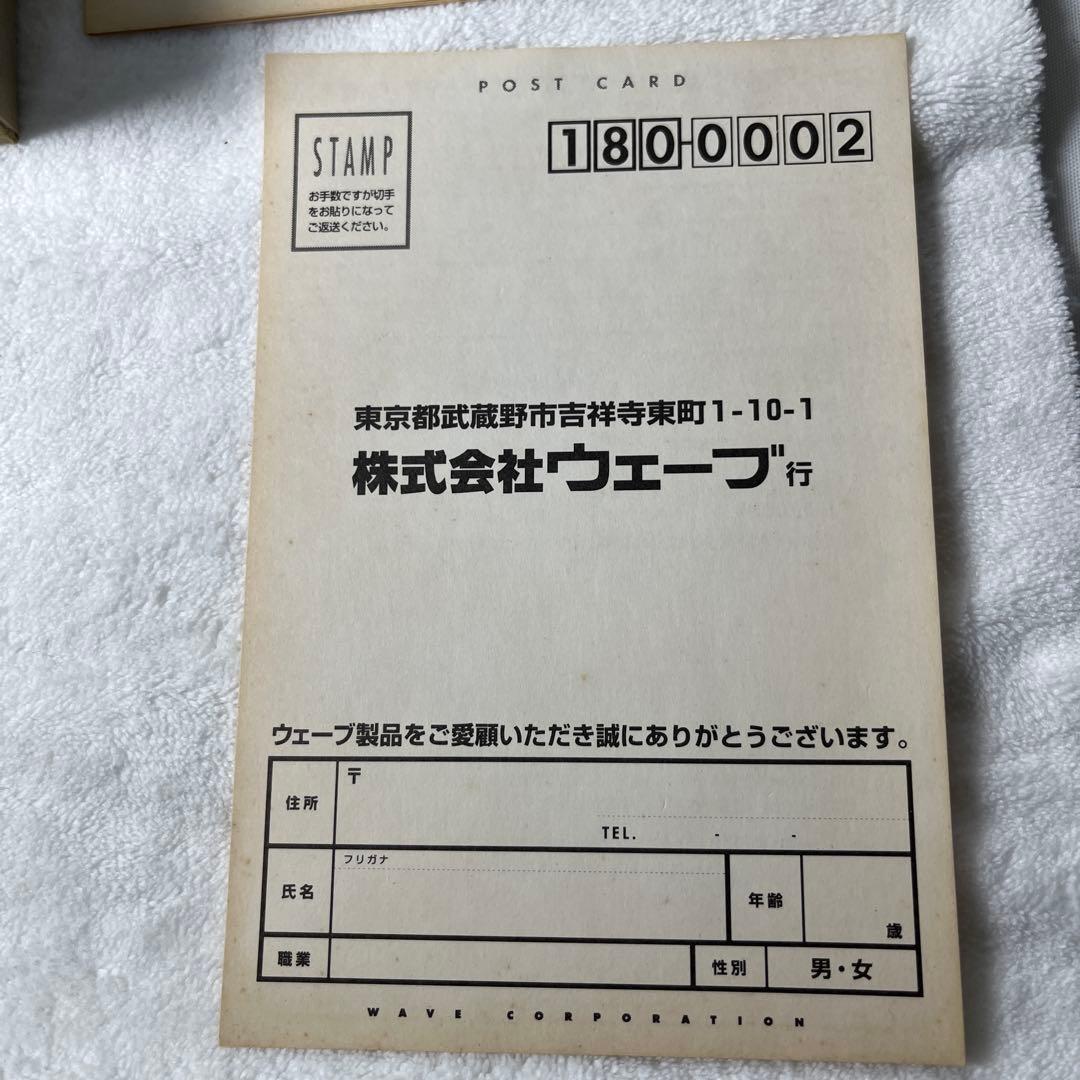 POST CARD
STAMP
お手数ですが切手
をお貼りになって
ご返送ください。
180-0002
東京都武蔵野市吉祥寺東町1-10-1
株式会社ウェーブ行
ウェーブ製品をご愛顧いただき誠にありがとうございます。
住所
〒
TEL. - -
氏名
フリガナ
年齢
歳
職業
性別
男・女
WAVE CORPORATION